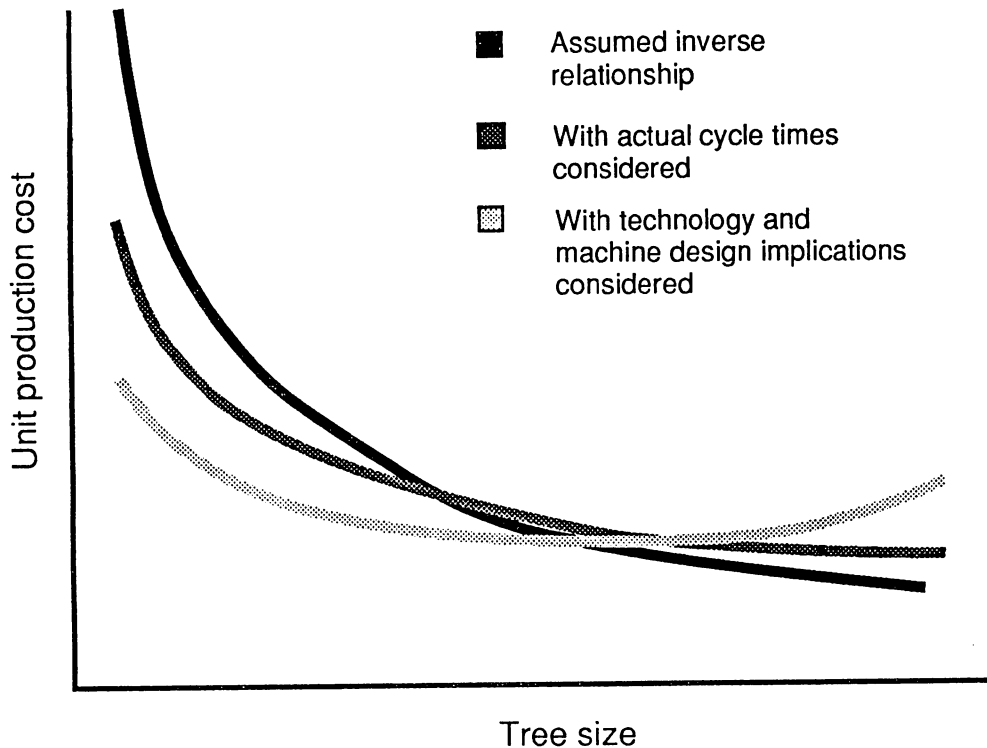 Assumed inverse
relationship
With actual cycle times
considered
With technology and
machine design implications
considered
Unit production cost
Tree size